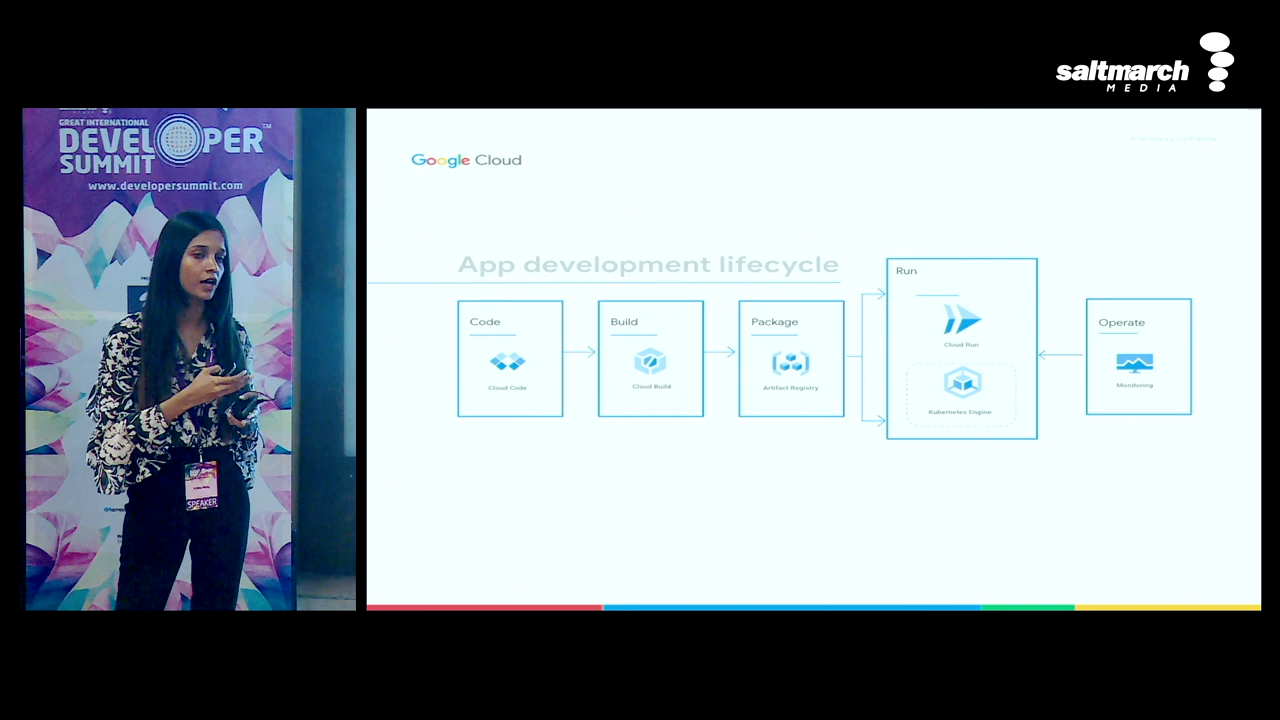 saltmarch
MEDIA
GREAT INTERNATIONAL
DEVELOPER
TM
SUMMIT
www.developersummit.com
SPEAKER
Google Cloud
App development lifecycle
Code
Cloud Code
Build
Cloud Build
Package
Artifact Registry
Run
Cloud Run
Kubernetes Engine
Operate
Monitoring